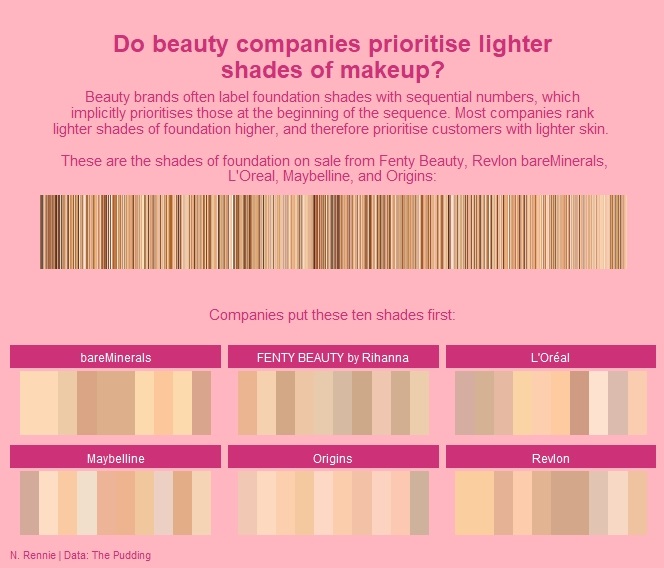 Do beauty companies prioritise lighter
shades of makeup?
Beauty brands often label foundation shades with sequential numbers, which
implicitly prioritises those at the beginning of the sequence. Most companies rank
lighter shades of foundation higher, and therefore prioritise customers with lighter skin.
These are the shades of foundation on sale from Fenty Beauty, Revlon bareMinerals,
L'Oreal, Maybelline, and Origins:
Companies put these ten shades first:
bareMinerals
FENTY BEAUTY by Rihanna
L'Oréal
Maybelline
Origins
Revlon
N. Rennie | Data: The Pudding